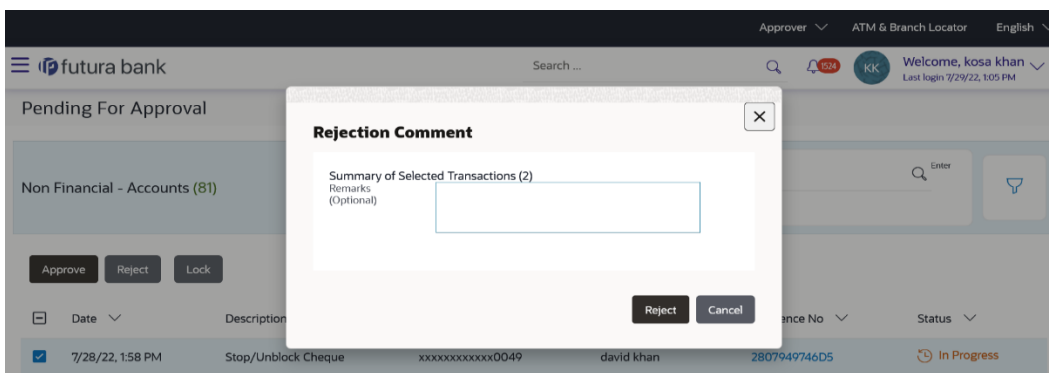 Approver ATM & Branch Locator English
futura bank Search ... 1524 KK Welcome, kosa khan
Last login 7/29/22, 1:05 PM
Pending For Approval
Rejection Comment
Summary of Selected Transactions (2)
Remarks
(Optional)
Non Financial - Accounts (81)
Enter
Approve Reject Lock
Reject Cancel
Date Description ence No Status
7/28/22, 1:58 PM Stop/Unblock Cheque xxxxxxxxxxxx0049 david khan 2807949746D5 In Progress